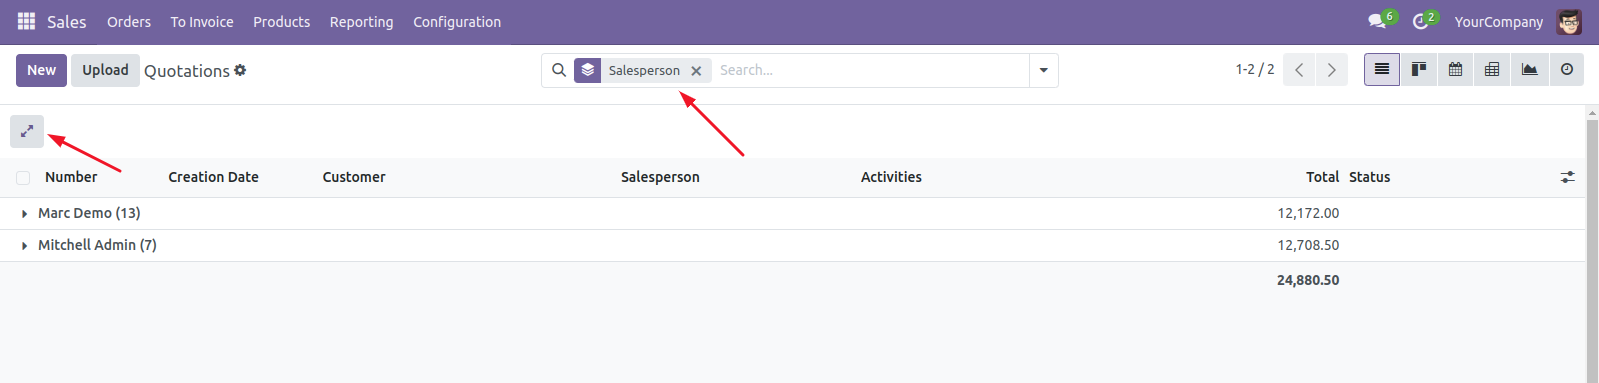 Sales Orders To Invoice Products Reporting Configuration 6 2 YourCompany
New Upload Quotations Salesperson Search... 1-2 / 2
Number Creation Date Customer Salesperson Activities Total Status
Marc Demo (13) 12,172.00
Mitchell Admin (7) 12,708.50
24,880.50